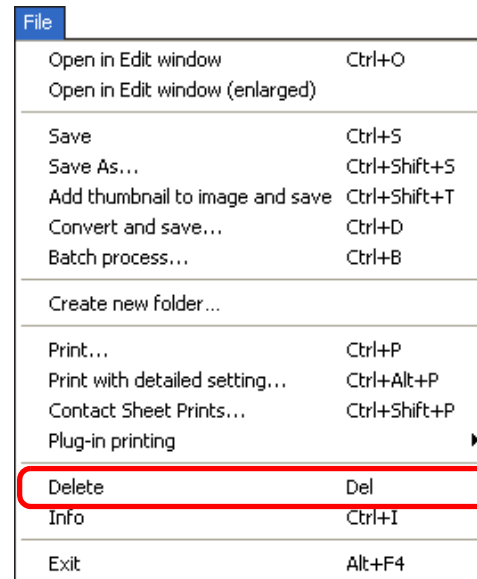 File
Open in Edit window Ctrl+O
Open in Edit window (enlarged)
Save Ctrl+S
Save As... Ctrl+Shift+S
Add thumbnail to image and save Ctrl+Shift+T
Convert and save... Ctrl+D
Batch process... Ctrl+B
Create new folder...
Print... Ctrl+P
Print with detailed setting... Ctrl+Alt+P
Contact Sheet Prints... Ctrl+Shift+P
Plug-in printing
Delete Del
Info Ctrl+I
Exit Alt+F4